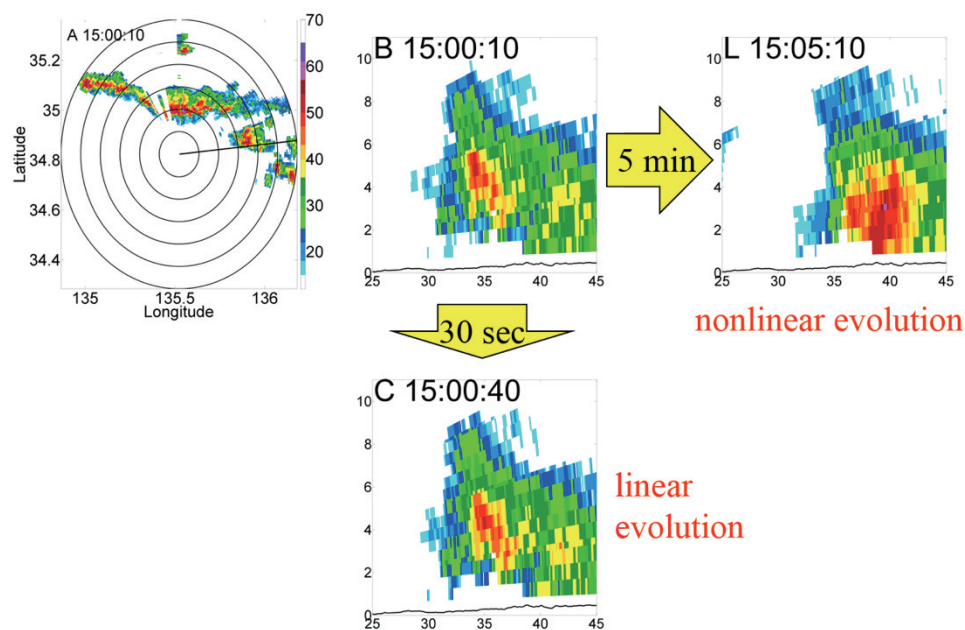 A 15:00:10
70
60
50
40
30
20
35.2
35
34.8
34.6
34.4
Latitude
135 135.5 136
Longitude
B 15:00:10
10
8
6
4
2
0
25 30 35 40 45
5 min
L 15:05:10
10
8
6
4
2
0
25 30 35 40 45
nonlinear evolution
30 sec
C 15:00:40
10
8
6
4
2
0
25 30 35 40 45
linear
evolution